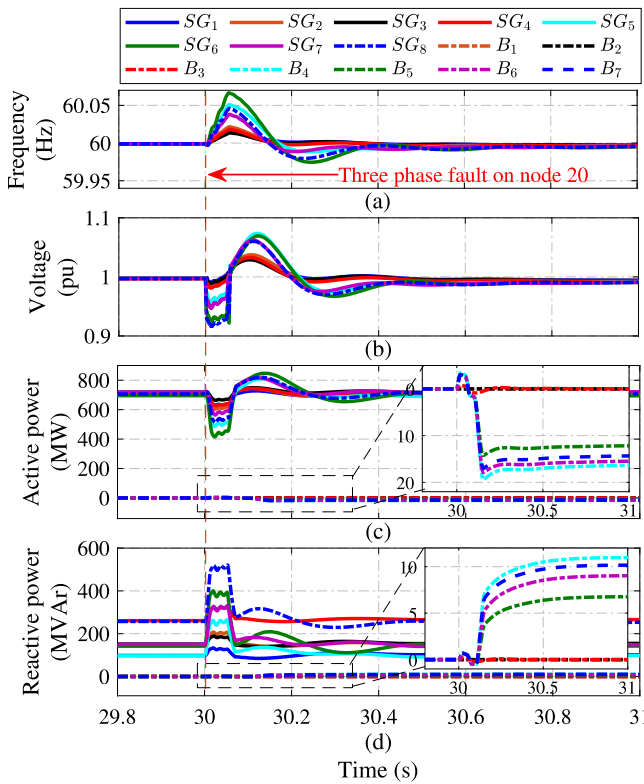 SG1 SG2 SG3 SG4 SG5
SG6 SG7 SG8 B1 B2
B3 B4 B5 B6 B7
Frequency
(Hz)
60.05
60
59.95
Three phase fault on node 20
(a)
Voltage
(pu)
1.1
1
0.9
(b)
Active power
(MW)
800
600
400
200
0
0
10
20
30 30.5 31
(c)
Reactive power
(MVAr)
600
400
200
0
10
5
0
30 30.5 31
29.8 30 30.2 30.4 30.6 30.8 31
(d)
Time (s)